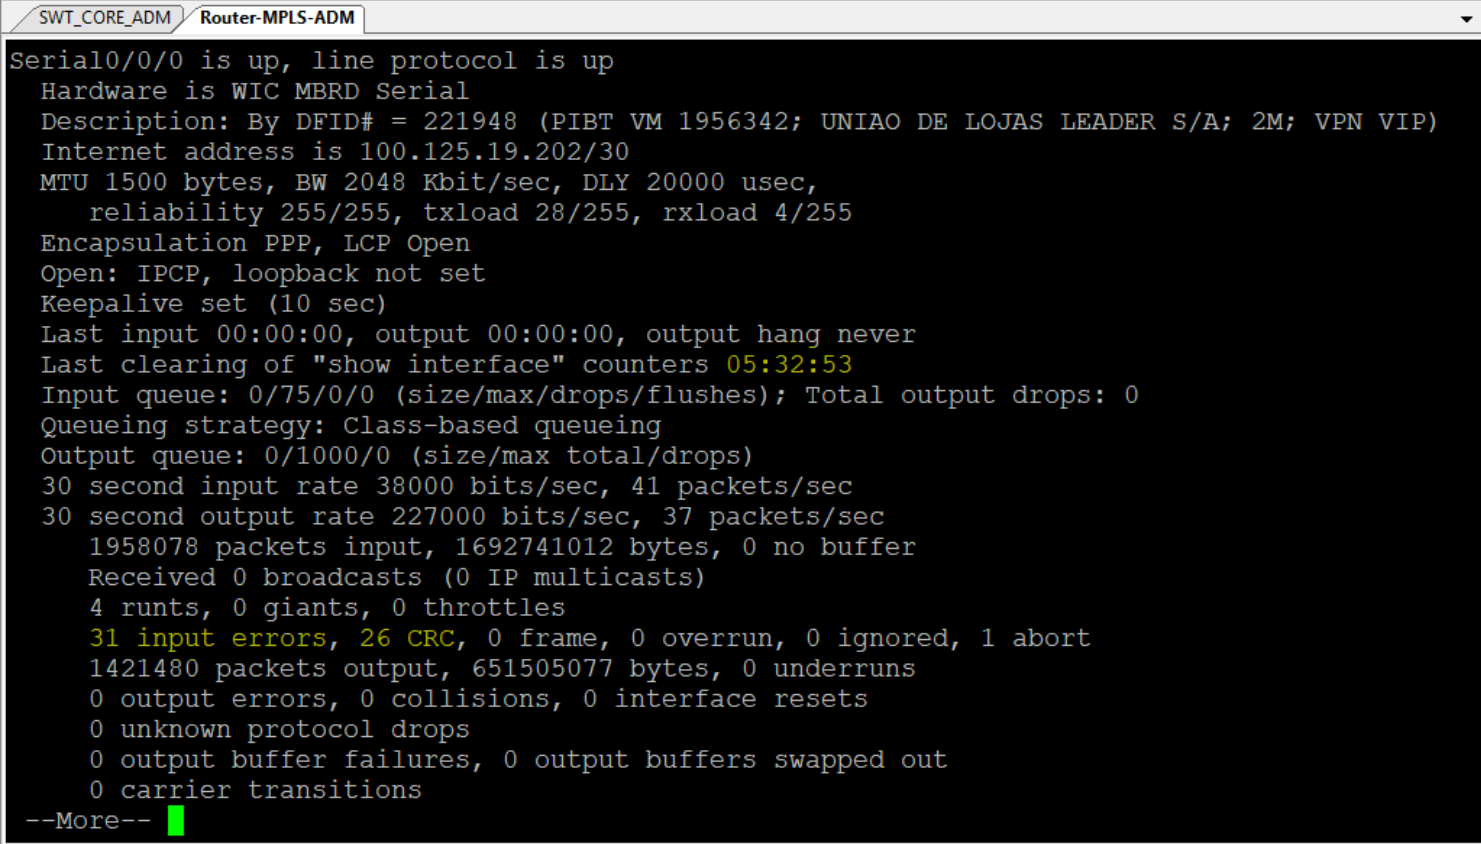 SWT_CORE_ADM
Router-MPLS-ADM
Serial0/0/0 is up, line protocol is up
Hardware is WIC MBRD Serial
Description: By DFID# = 221948 (PIBT VM 1956342; UNIAO DE LOJAS LEADER S/A; 2M; VPN VIP)
Internet address is 100.125.19.202/30
MTU 1500 bytes, BW 2048 Kbit/sec, DLY 20000 usec,
reliability 255/255, txload 28/255, rxload 4/255
Encapsulation PPP, LCP Open
Open: IPCP, loopback not set
Keepalive set (10 sec)
Last input 00:00:00, output 00:00:00, output hang never
Last clearing of "show interface" counters 05:32:53
Input queue: 0/75/0/0 (size/max/drops/flushes); Total output drops: 0
Queueing strategy: Class-based queueing
Output queue: 0/1000/0 (size/max total/drops)
30 second input rate 38000 bits/sec, 41 packets/sec
30 second output rate 227000 bits/sec, 37 packets/sec
1958078 packets input, 1692741012 bytes, 0 no buffer
Received 0 broadcasts (0 IP multicasts)
4 runts, 0 giants, 0 throttles
31 input errors, 26 CRC, 0 frame, 0 overrun, 0 ignored, 1 abort
1421480 packets output, 651505077 bytes, 0 underruns
0 output errors, 0 collisions, 0 interface resets
0 unknown protocol drops
0 output buffer failures, 0 output buffers swapped out
0 carrier transitions
--More--